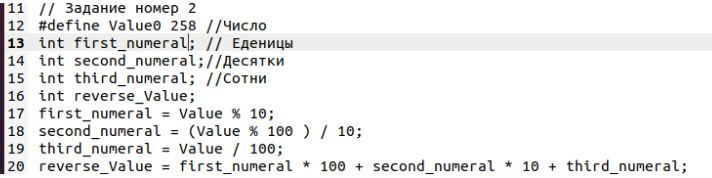 11 // Задание номер 2
12 #define Value0 258 //Число
13 int first_numeral; // Еденицы
14 int second_numeral;//Десятки
15 int third_numeral; //Сотни
16 int reverse_Value;
17 first_numeral = Value % 10;
18 second_numeral = (Value % 100 ) / 10;
19 third_numeral = Value / 100;
20 reverse_Value = first_numeral * 100 + second_numeral * 10 + third_numeral;